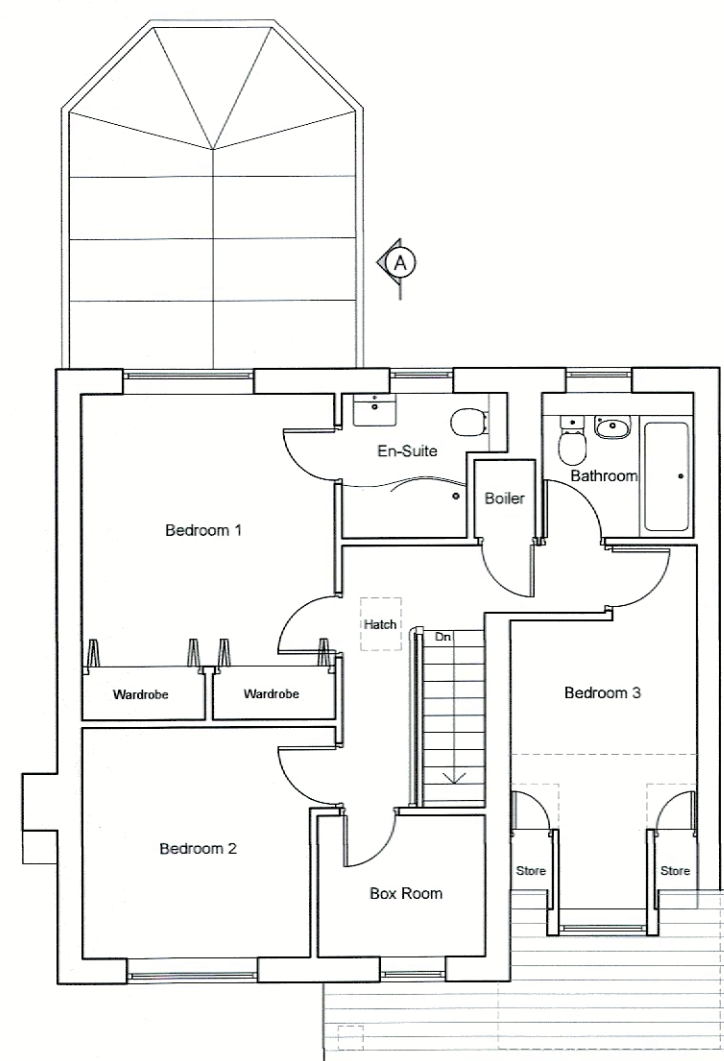 A
En-Suite
Bathroom
Boiler
Bedroom 1
Hatch
Dn
Wardrobe
Wardrobe
Bedroom 3
Bedroom 2
Store
Store
Box Room